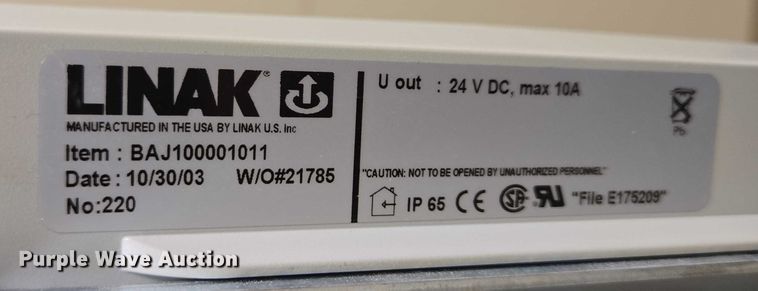 LINAK®
MANUFACTURED IN THE USA BY LINAK U.S. Inc
Item : BAJ100001011
Date : 10/30/03 W/O#21785
No:220
U out : 24 V DC, max 10A
Pb
"CAUTION: NOT TO BE OPENED BY UNAUTHORIZED PERSONNEL"
IP 65 CE SA RU "File E175209"
Purple Wave Auction